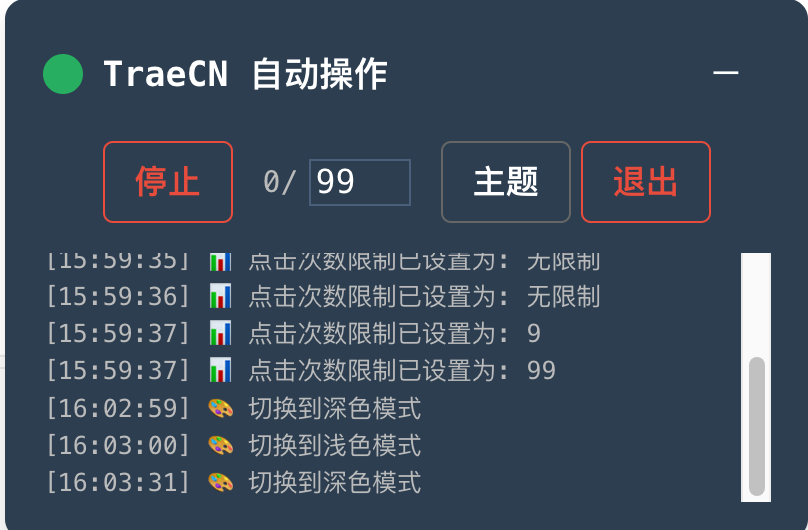 TraeCN 自动操作
停止 0/ 99 主题 退出
[15:59:35] 📊 点击次数限制已设置为: 无限制
[15:59:36] 📊 点击次数限制已设置为: 无限制
[15:59:37] 📊 点击次数限制已设置为: 9
[15:59:37] 📊 点击次数限制已设置为: 99
[16:02:59] 🎨 切换到深色模式
[16:03:00] 🎨 切换到浅色模式
[16:03:31] 🎨 切换到深色模式